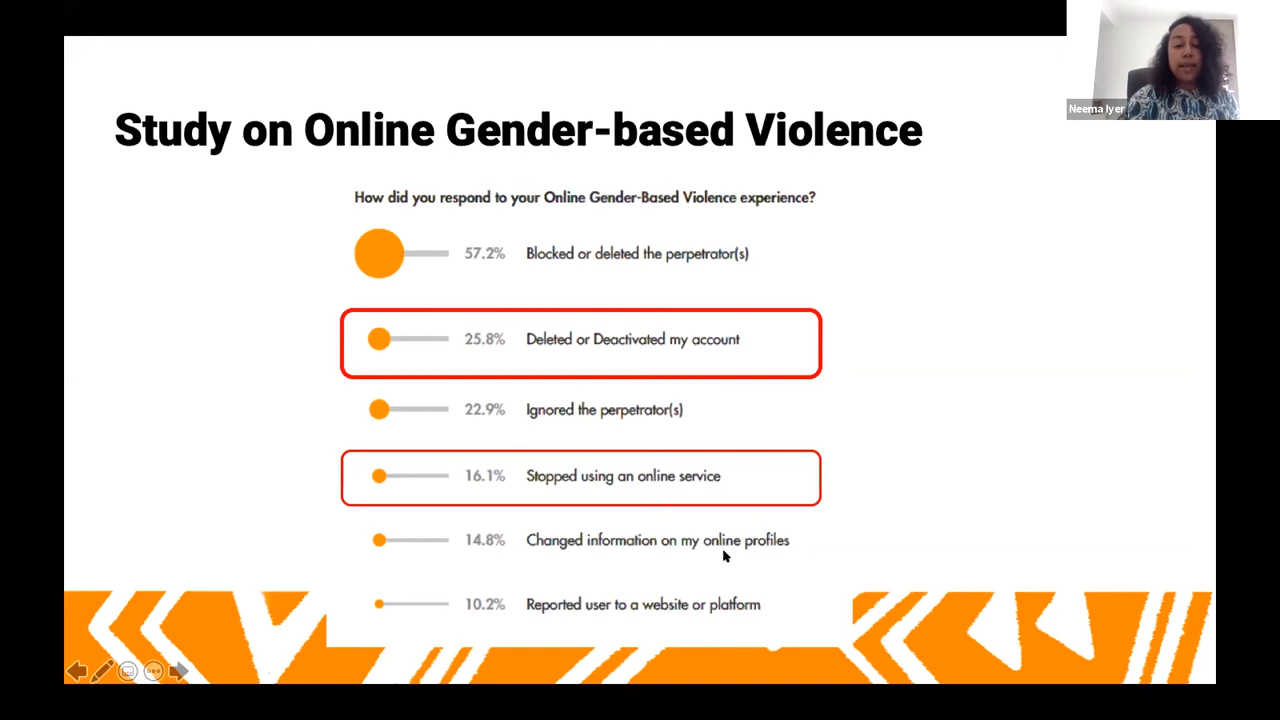 Neema Iyer
Study on Online Gender-based Violence
How did you respond to your Online Gender-Based Violence experience?
57.2% Blocked or deleted the perpetrator(s)
25.8% Deleted or Deactivated my account
22.9% Ignored the perpetrator(s)
16.1% Stopped using an online service
14.8% Changed information on my online profiles
10.2% Reported user to a website or platform